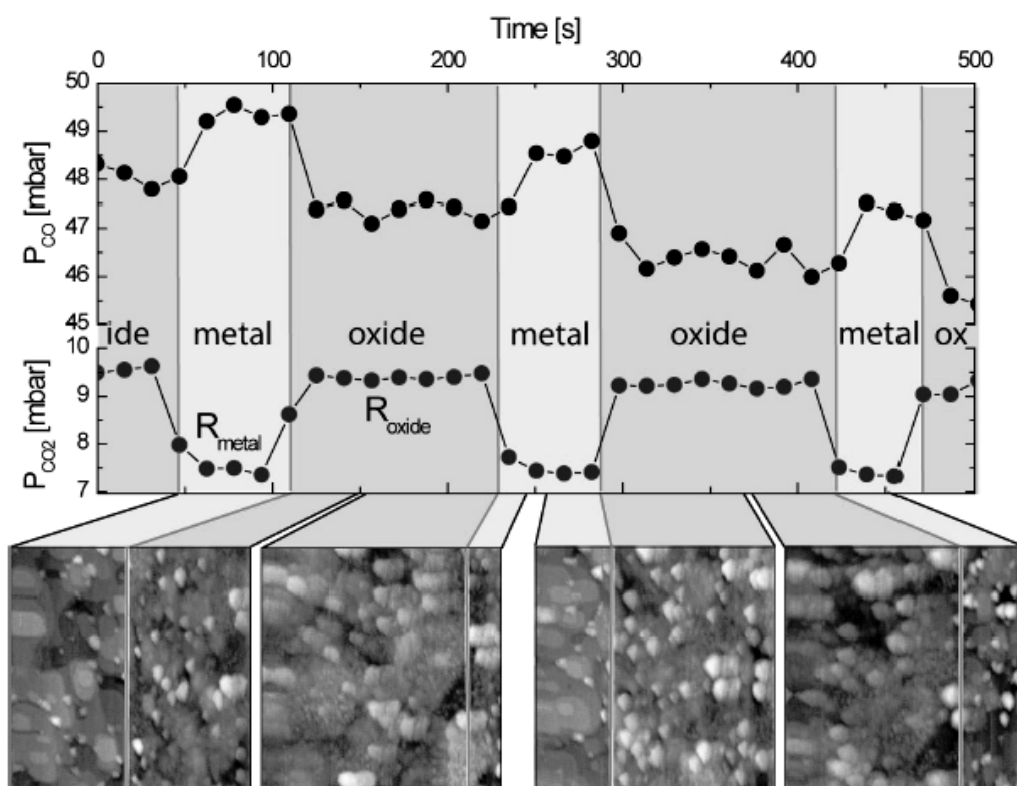 Time [s]
0 100 200 300 400 500
50
49
48
47
46
45
P_CO [mbar]
ide metal oxide metal oxide metal ox
10
9
8
7
P_CO2 [mbar]
R_metal
R_oxide